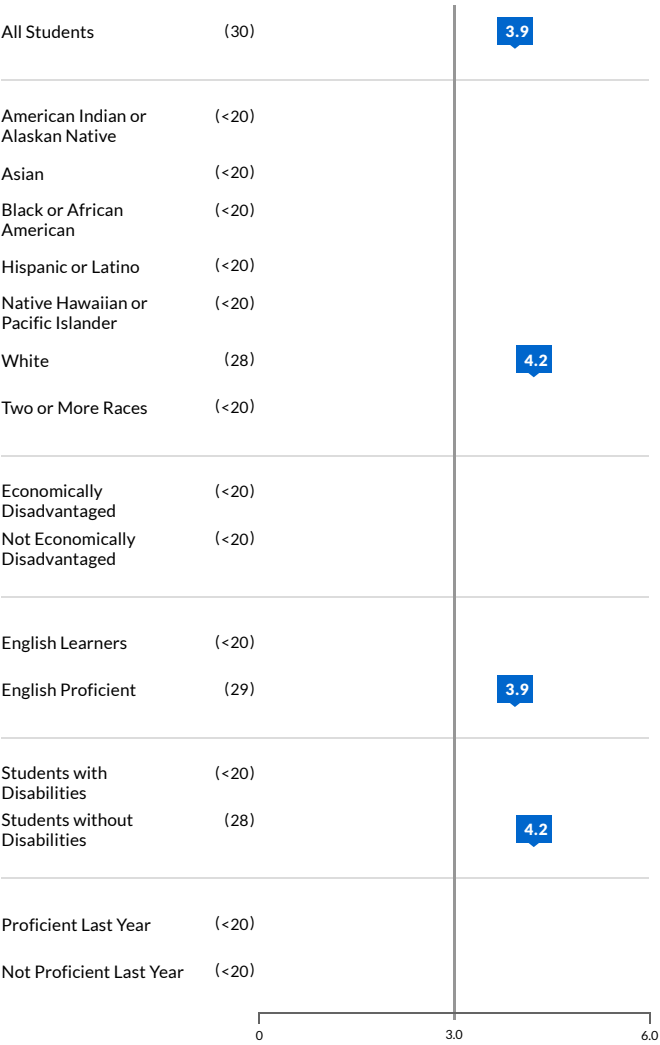 All Students (30) 3.9
American Indian or (<20)
Alaskan Native
Asian (<20)
Black or African (<20)
American
Hispanic or Latino (<20)
Native Hawaiian or (<20)
Pacific Islander
White (28) 4.2
Two or More Races (<20)
Economically (<20)
Disadvantaged
Not Economically (<20)
Disadvantaged
English Learners (<20)
English Proficient (29) 3.9
Students with (<20)
Disabilities
Students without (28) 4.2
Disabilities
Proficient Last Year (<20)
Not Proficient Last Year (<20)
0 3.0 6.0